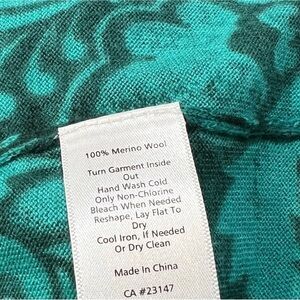 100% Merino Wool
Turn Garment Inside
Out
Hand Wash Cold
Only Non-Chlorine
Bleach When Needed
Reshape, Lay Flat To
Dry
Cool Iron, If Needed
Or Dry Clean
Made In China
CA #23147